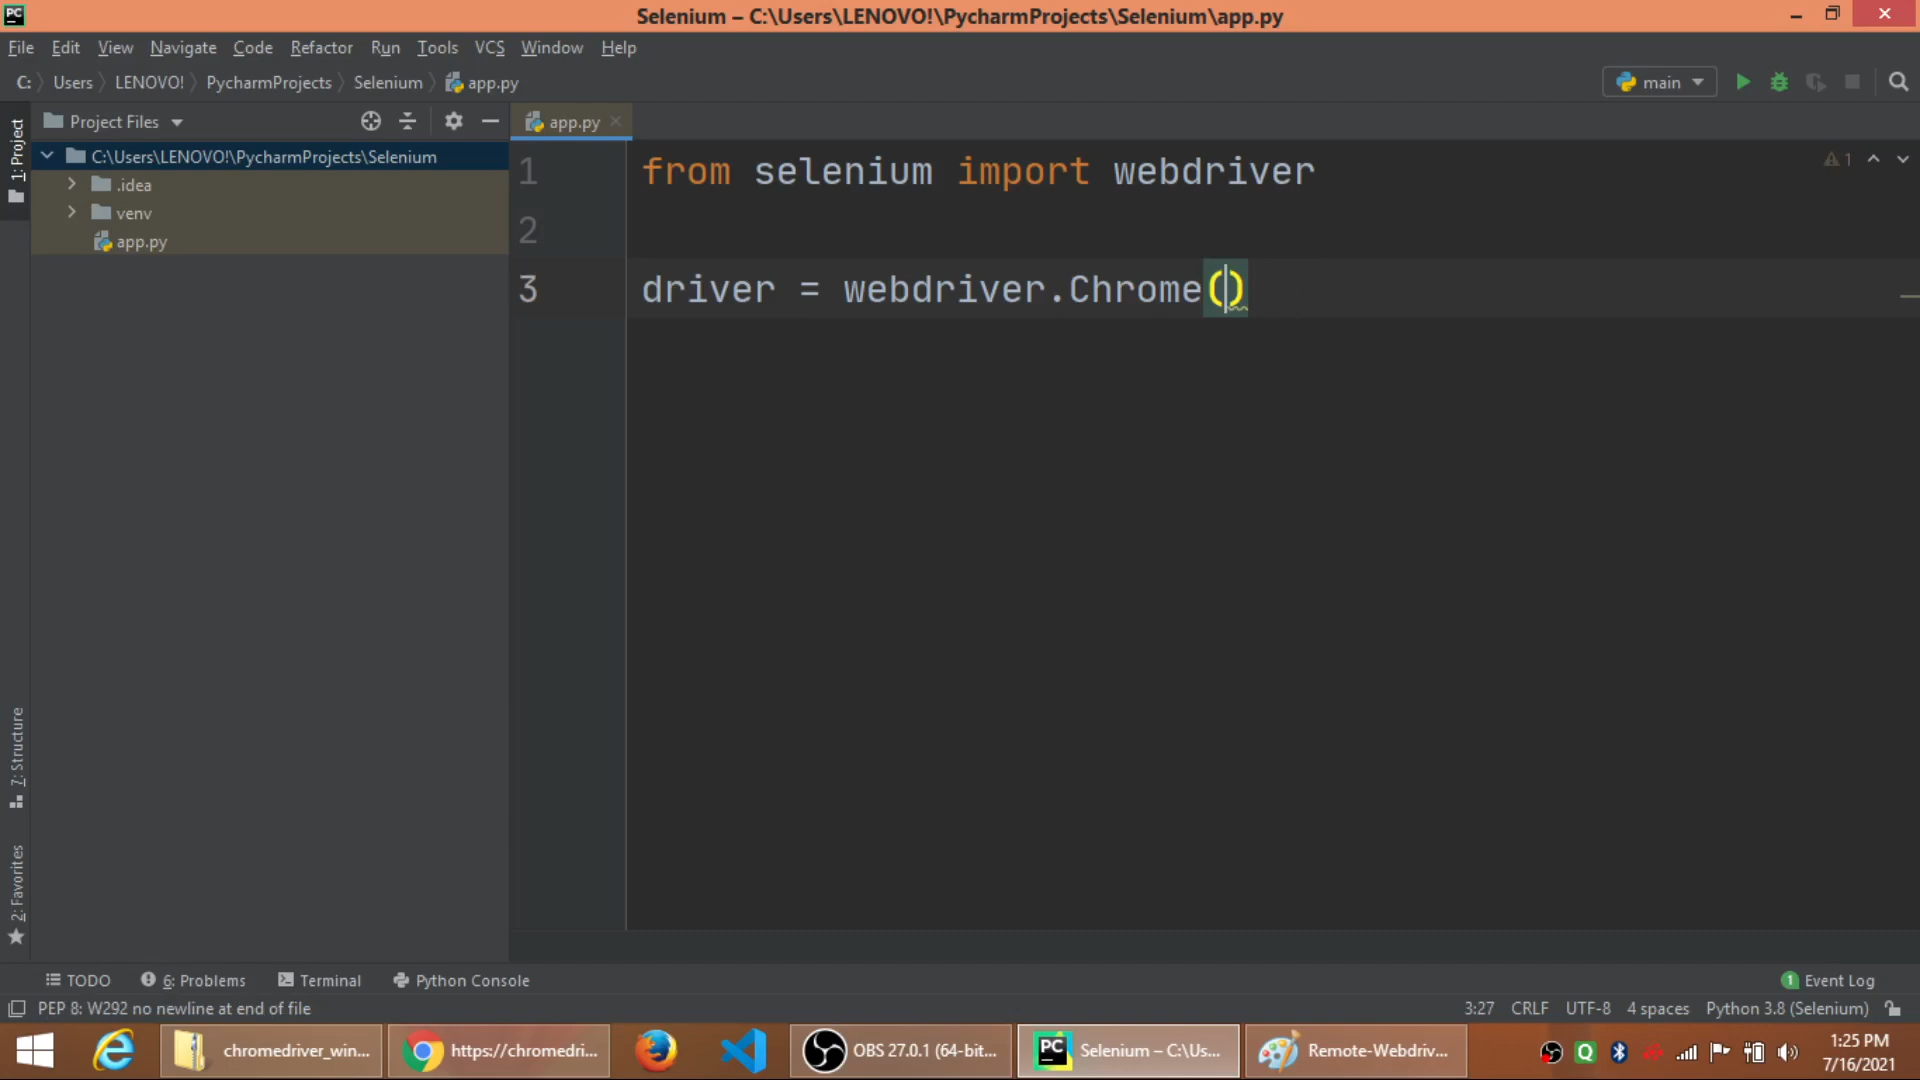 PC Selenium – C:\Users\LENOVO!\PycharmProjects\Selenium\app.py
File Edit View Navigate Code Refactor Run Tools VCS Window Help
C: Users LENOVO! PycharmProjects Selenium app.py main
1: Project
Project Files
app.py
C:\Users\LENOVO!\PycharmProjects\Selenium
.idea
venv
app.py
1 from selenium import webdriver
2
3 driver = webdriver.Chrome()
1
7: Structure
2: Favorites
TODO 6: Problems Terminal Python Console 1 Event Log
PEP 8: W292 no newline at end of file 3:27 CRLF UTF-8 4 spaces Python 3.8 (Selenium)
chromedriver_win... https://chromedri... OBS 27.0.1 (64-bit... PC Selenium – C:\Us... Remote-Webdriv... Q 1:25 PM
7/16/2021